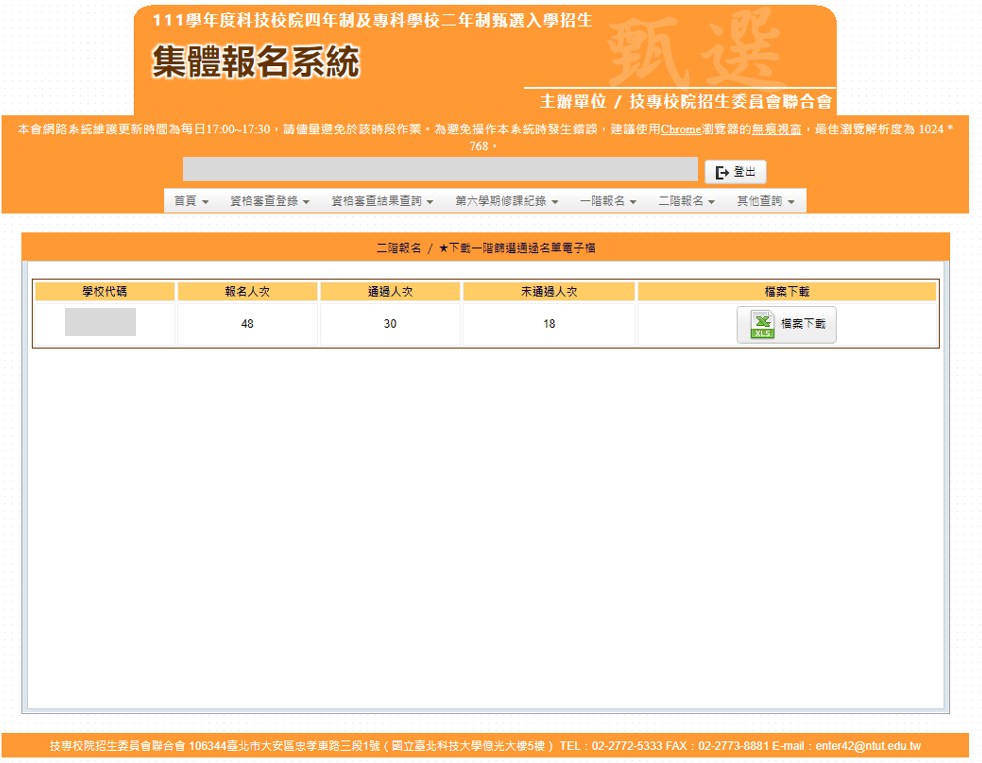 111學年度科技校院四年制及專科學校二年制甄選入學招生
甄選
集體報名系統
主辦單位 / 技專校院招生委員會聯合會
本會網路系統維護更新時間為每日17:00~17:30，請儘量避免於該時段作業。為避免操作本系統時發生錯誤，建議使用Chrome瀏覽器的無痕視窗，最佳瀏覽解析度為 1024 *
768。
登出
首頁 資格審查登錄 資格審查結果查詢 第六學期修課紀錄 一階報名 二階報名 其他查詢
二階報名 / ★下載一階篩選通過名單電子檔
學校代碼 報名人次 通過人次 未通過人次 檔案下載
48 30 18 XLS 檔案下載
技專校院招生委員會聯合會 106344臺北市大安區忠孝東路三段1號 ( 國立臺北科技大學億光大樓5樓 ) TEL：02-2772-5333 FAX：02-2773-8881 E-mail：enter42@ntut.edu.tw